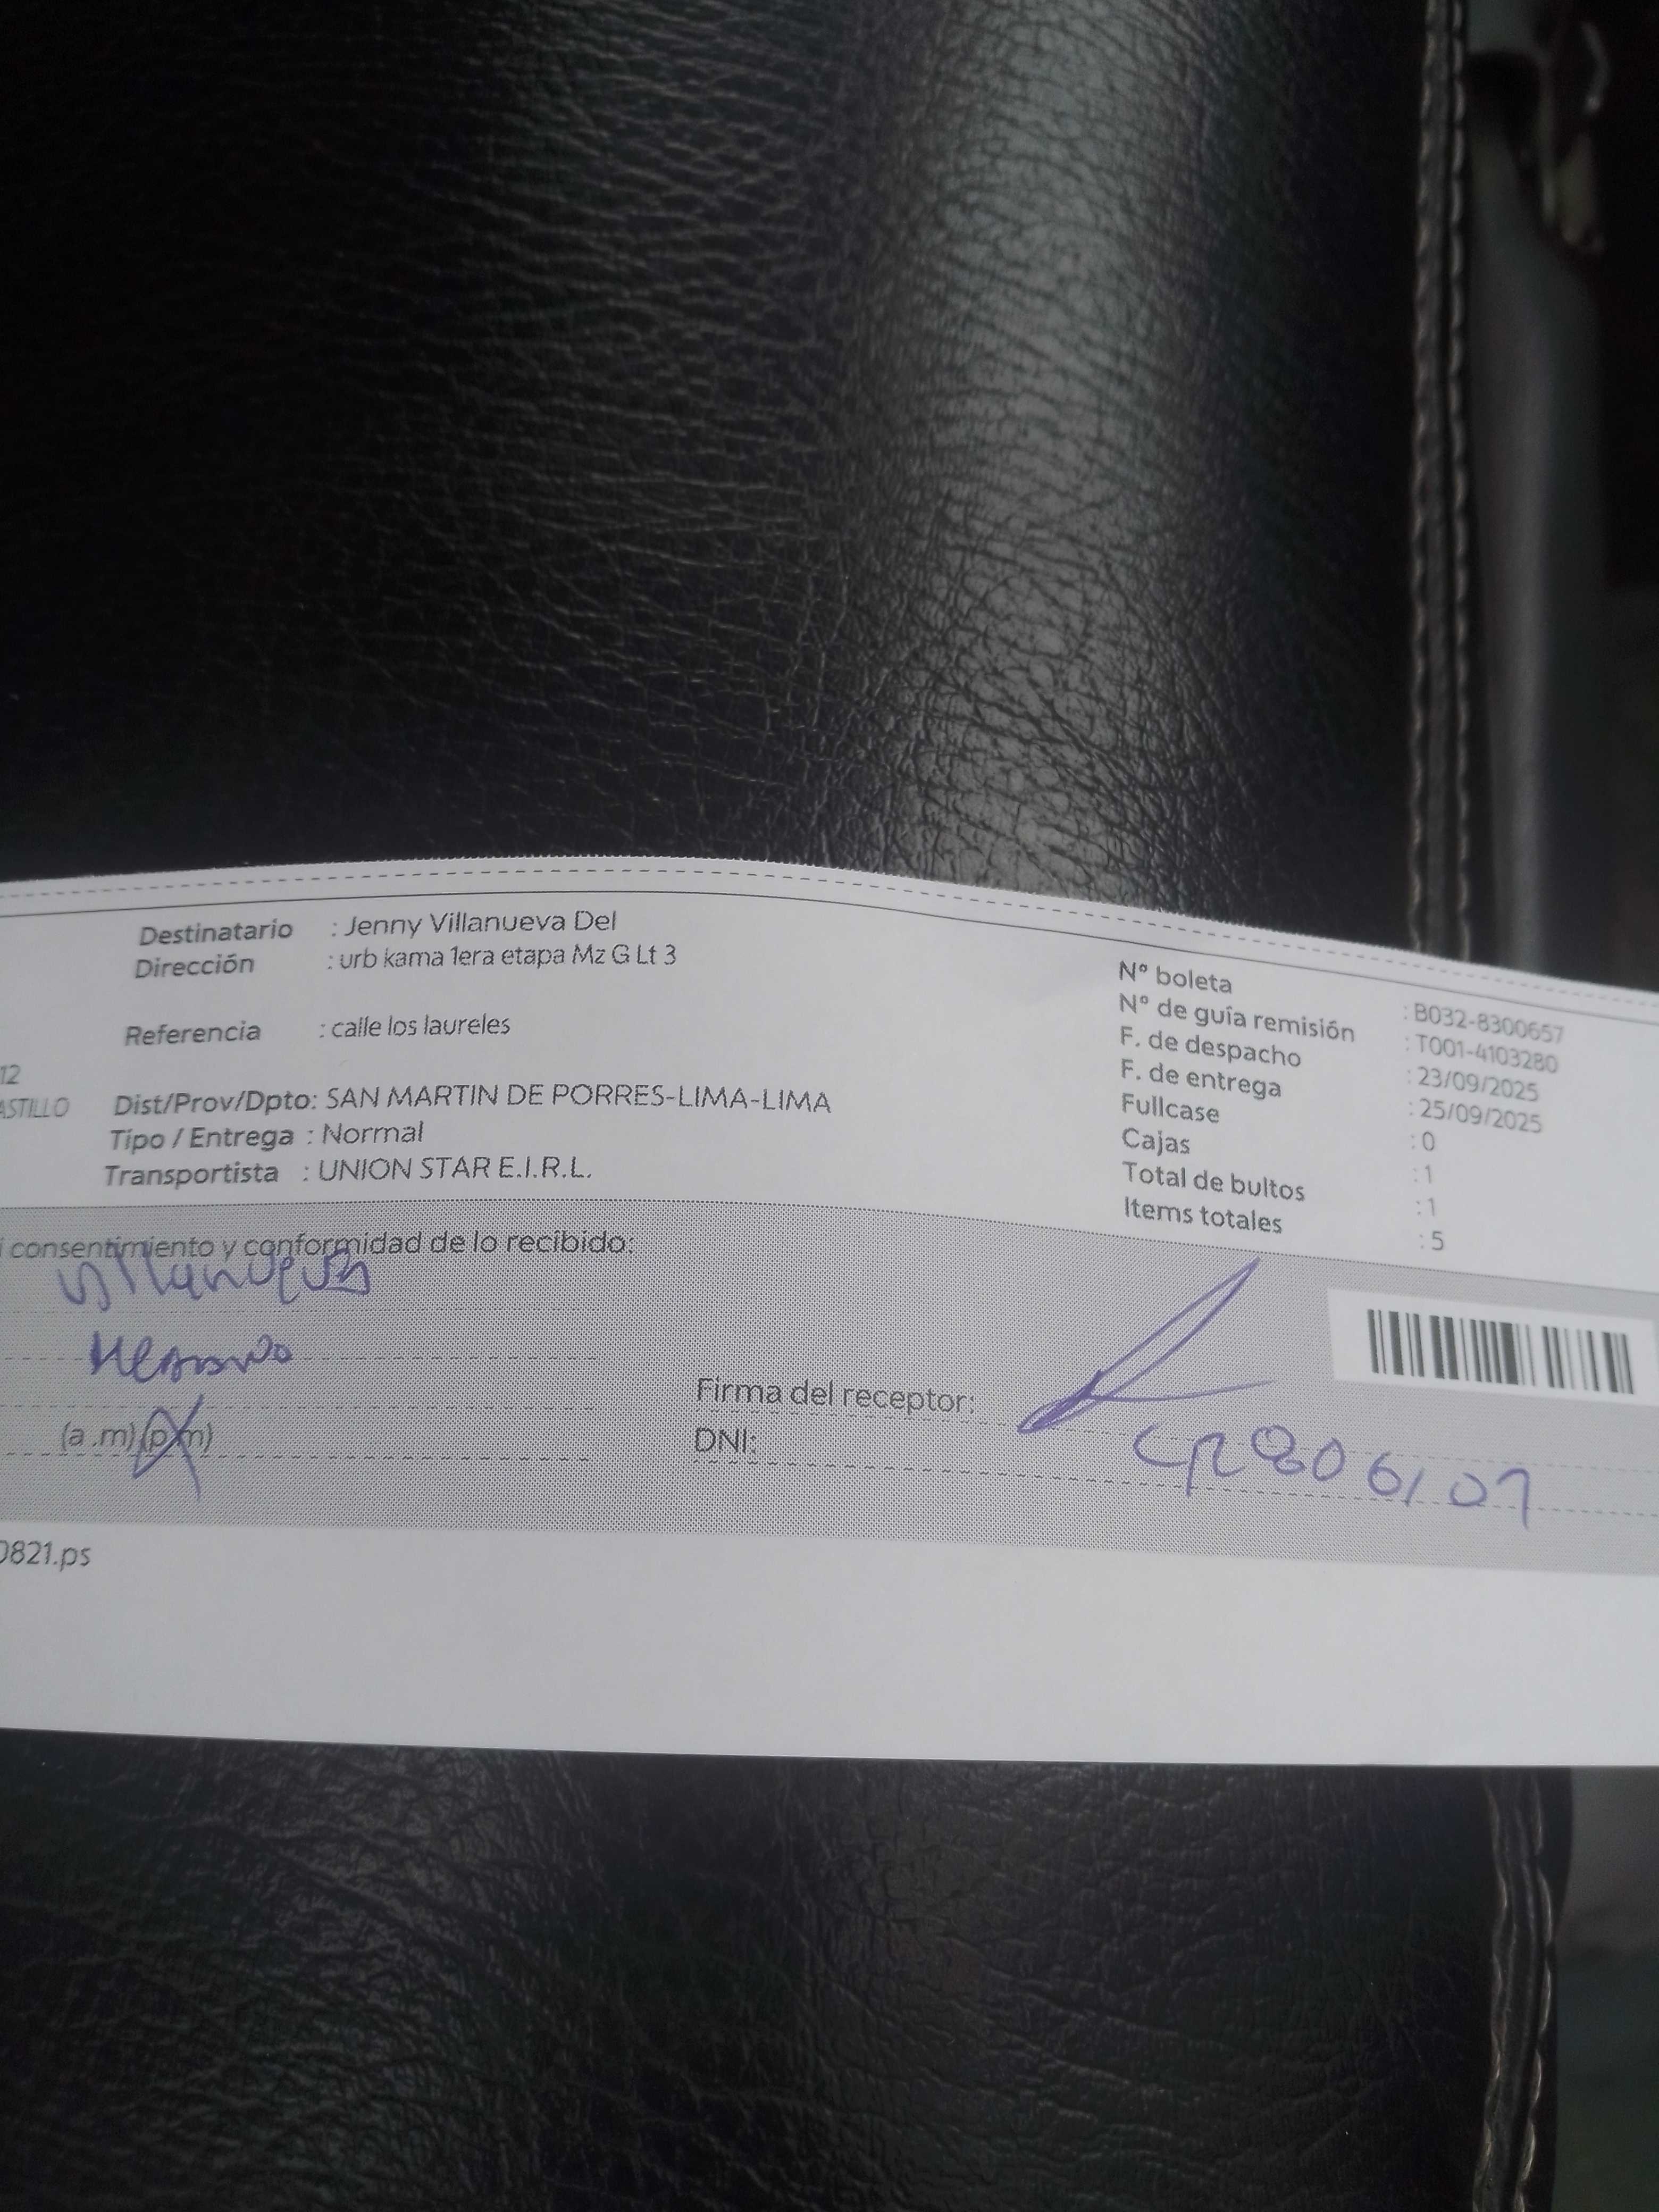 Destinatario : Jenny Villanueva Del
Dirección : urb kama 1era etapa Mz G Lt 3
Referencia : calle los laureles
12
ASTILLO
Dist/Prov/Dpto: SAN MARTIN DE PORRES-LIMA-LIMA
Tipo / Entrega : Normal
Transportista : UNION STAR E.I.R.L.
N° boleta : B032-8300657
N° de guía remisión : T001-4103280
F. de despacho : 23/09/2025
F. de entrega : 25/09/2025
Fullcase : 0
Cajas : 1
Total de bultos : 1
Items totales : 5
consentimiento y conformidad de lo recibido:
Villanueva
(a .m) (p.m)
Firma del receptor:
DNI:
0821.ps